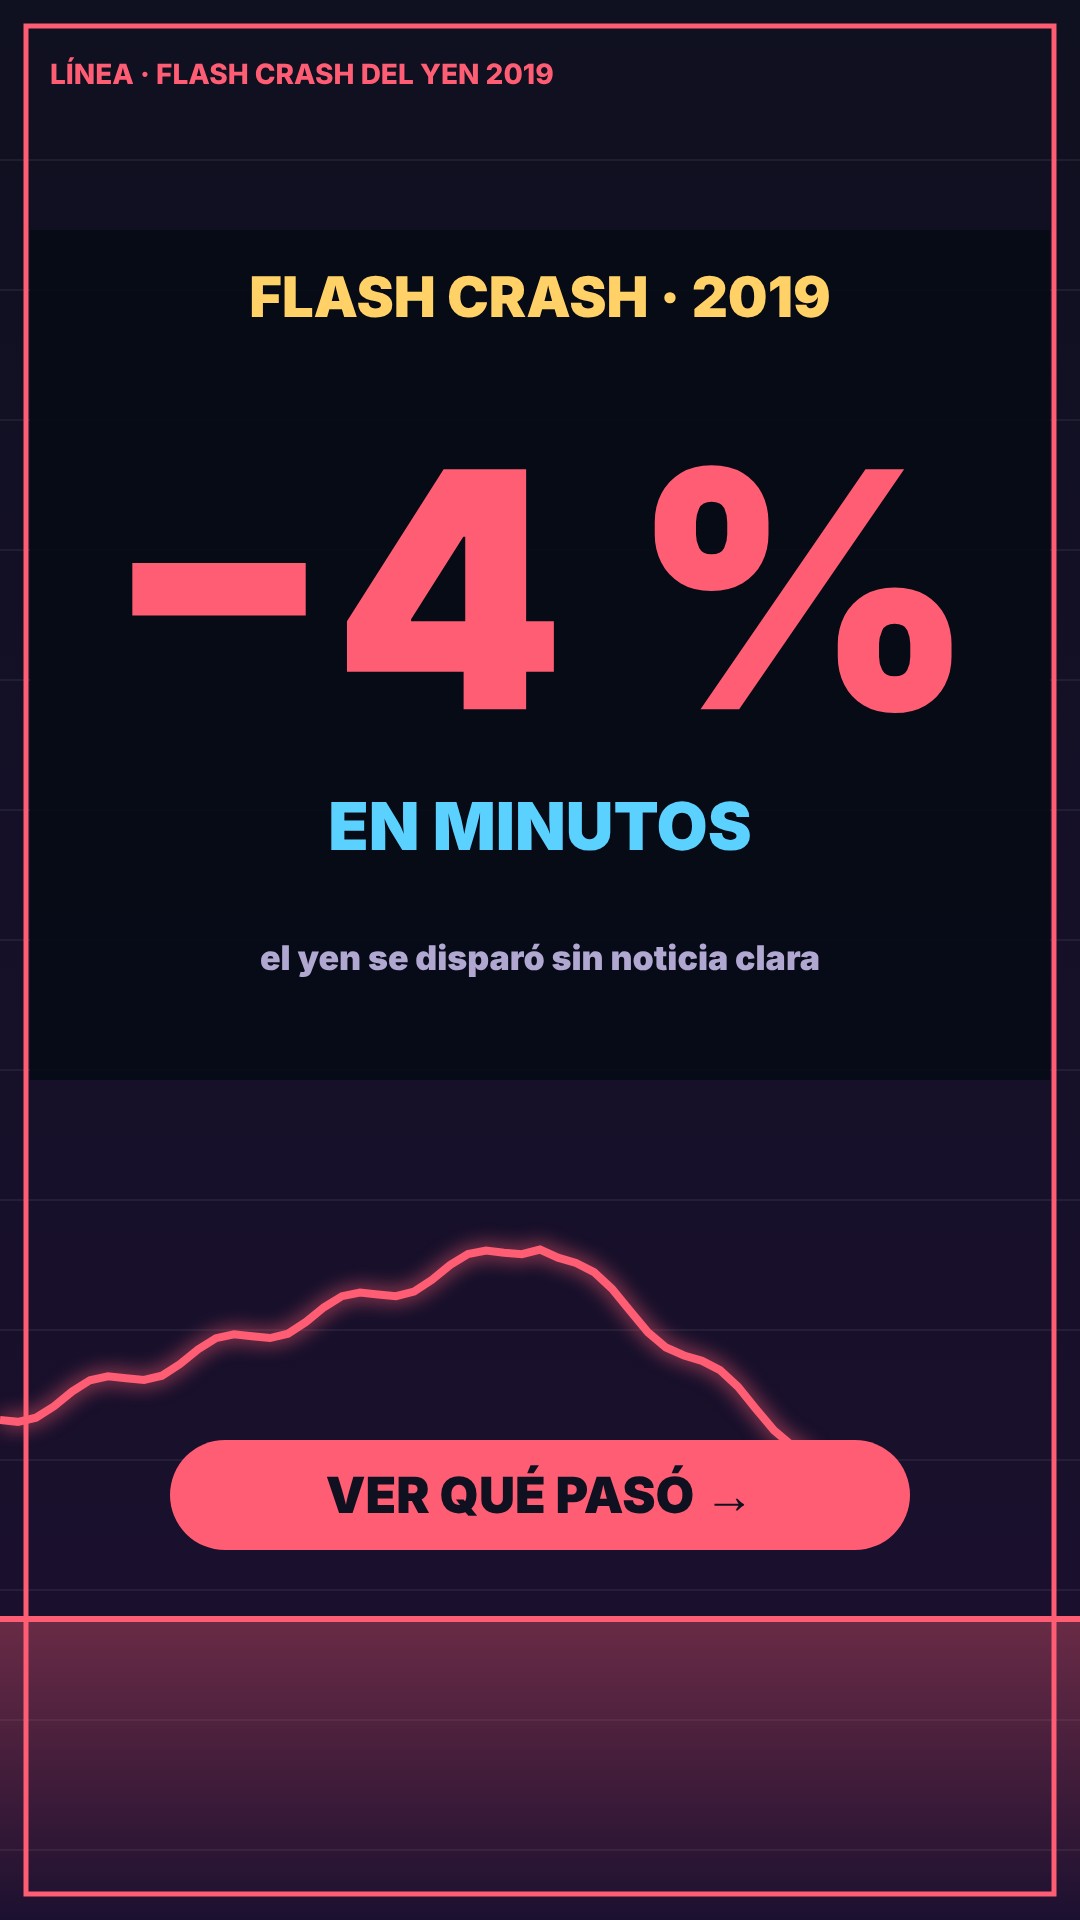 LÍNEA · FLASH CRASH DEL YEN 2019
FLASH CRASH · 2019
−4 %
EN MINUTOS
el yen se disparó sin noticia clara
VER QUÉ PASÓ →